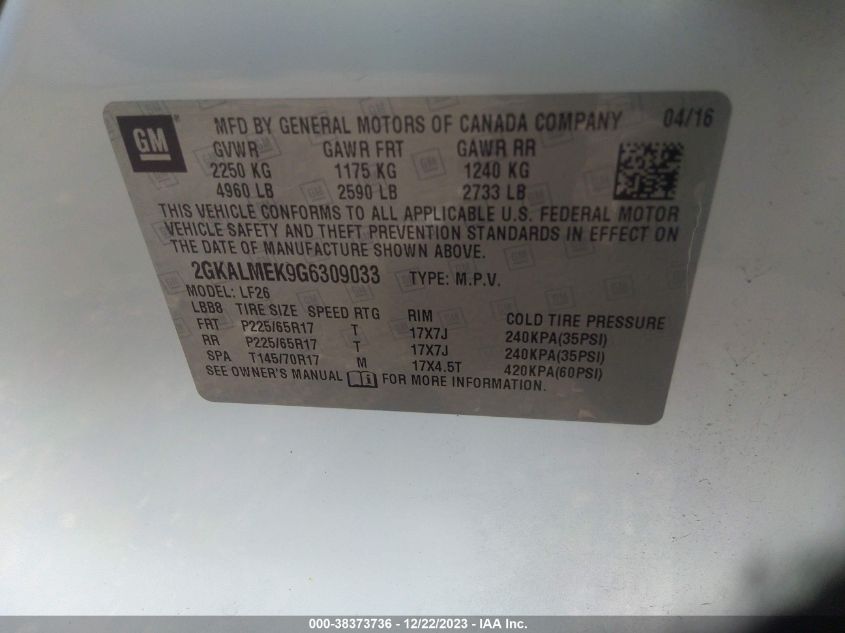 GM ® MFD BY GENERAL MOTORS OF CANADA COMPANY 04/16
GVWR GAWR FRT GAWR RR
2250 KG 1175 KG 1240 KG
4960 LB 2590 LB 2733 LB
THIS VEHICLE CONFORMS TO ALL APPLICABLE U.S. FEDERAL MOTOR
VEHICLE SAFETY AND THEFT PREVENTION STANDARDS IN EFFECT ON
THE DATE OF MANUFACTURE SHOWN ABOVE.
2GKALMEK9G6309033 TYPE: M.P.V.
MODEL: LF26
LBB8 TIRE SIZE SPEED RTG RIM COLD TIRE PRESSURE
FRT P225/65R17 T 17X7J 240KPA(35PSI)
RR P225/65R17 T 17X7J 240KPA(35PSI)
SPA T145/70R17 M 17X4.5T 420KPA(60PSI)
SEE OWNER'S MANUAL FOR MORE INFORMATION.
000-38373736 - 12/22/2023 - IAA Inc.